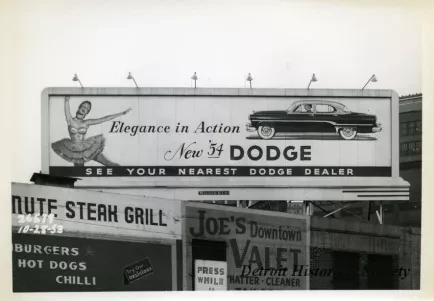 Elegance in Action
New '54 DODGE
SEE YOUR NEAREST DODGE DEALER
NUTE STEAK GRILL
10-28-53
BURGERS
HOT DOGS
CHILLI
JOE'S Downtown
VALET
HATTER - CLEANER
PRESS
WHILE
Detroit Historical Society